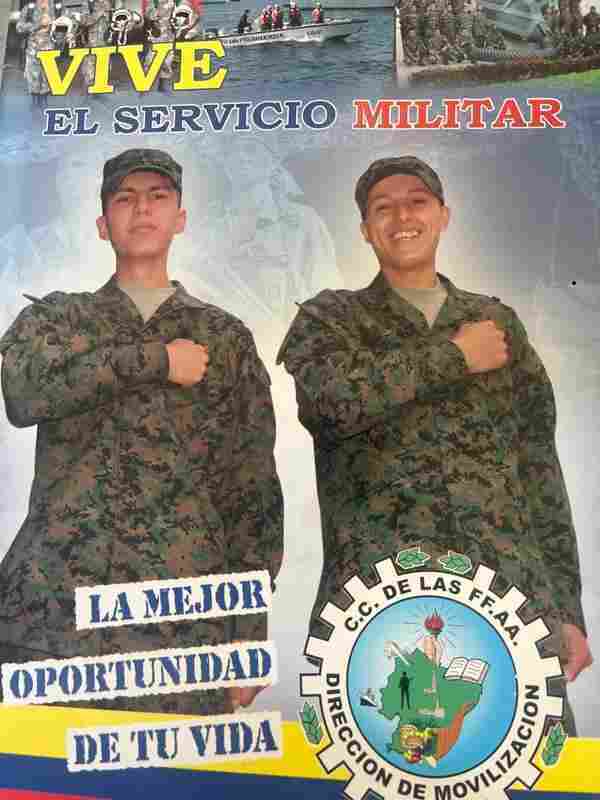 VIVE
EL SERVICIO MILITAR
LA MEJOR
OPORTUNIDAD
DE TU VIDA
C.C. DE LAS FF.AA.
DIRECCION DE MOVILIZACION